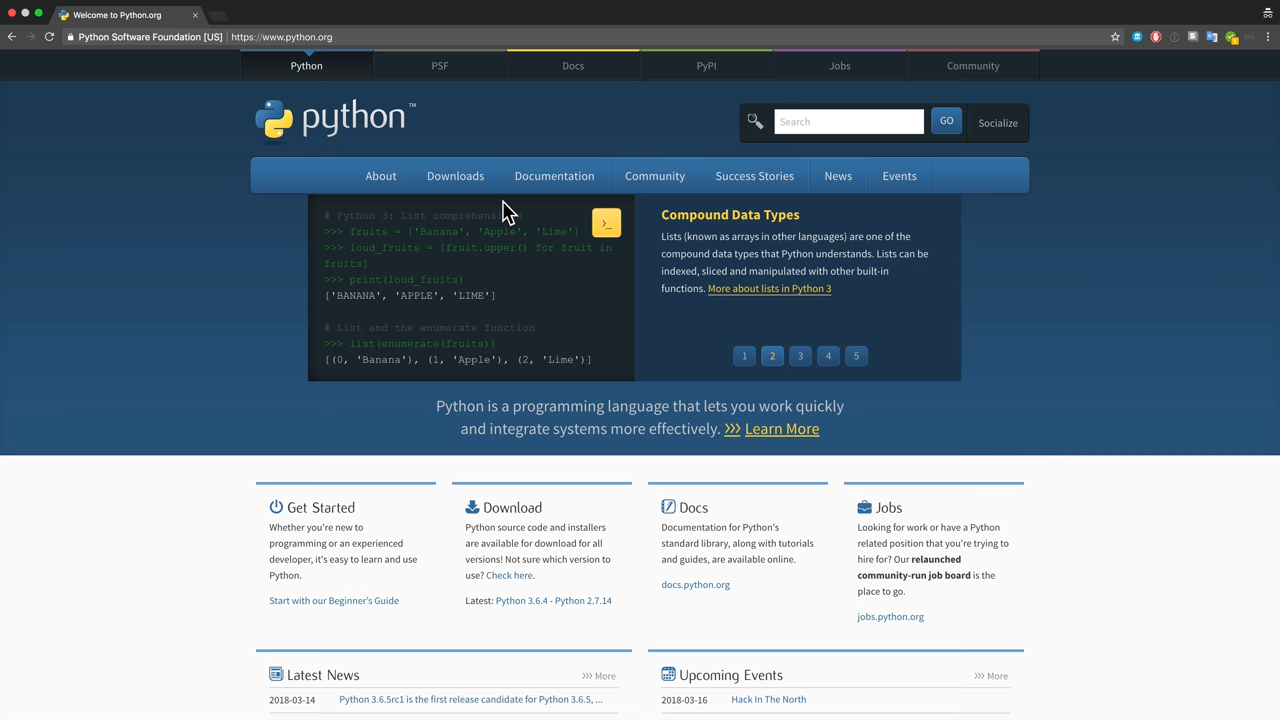 Welcome to Python.org
Python Software Foundation [US] https://www.python.org
Python PSF Docs PyPI Jobs Community
python™
Search GO Socialize
About Downloads Documentation Community Success Stories News Events
# Python 3: List comprehensions
>>> fruits = ['Banana', 'Apple', 'Lime']
>>> loud_fruits = [fruit.upper() for fruit in
fruits]
>>> print(loud_fruits)
['BANANA', 'APPLE', 'LIME']
# List and the enumerate function
>>> list(enumerate(fruits))
[(0, 'Banana'), (1, 'Apple'), (2, 'Lime')]
>_
Compound Data Types
Lists (known as arrays in other languages) are one of the
compound data types that Python understands. Lists can be
indexed, sliced and manipulated with other built-in
functions. More about lists in Python 3
1 2 3 4 5
Python is a programming language that lets you work quickly
and integrate systems more effectively. >>> Learn More
Get Started
Whether you're new to
programming or an experienced
developer, it's easy to learn and use
Python.
Start with our Beginner's Guide
Download
Python source code and installers
are available for download for all
versions! Not sure which version to
use? Check here.
Latest: Python 3.6.4 - Python 2.7.14
Docs
Documentation for Python's
standard library, along with tutorials
and guides, are available online.
docs.python.org
Jobs
Looking for work or have a Python
related position that you're trying to
hire for? Our relaunched
community-run job board is the
place to go.
jobs.python.org
Latest News
>>> More
2018-03-14 Python 3.6.5rc1 is the first release candidate for Python 3.6.5, ...
Upcoming Events
>>> More
2018-03-16 Hack In The North